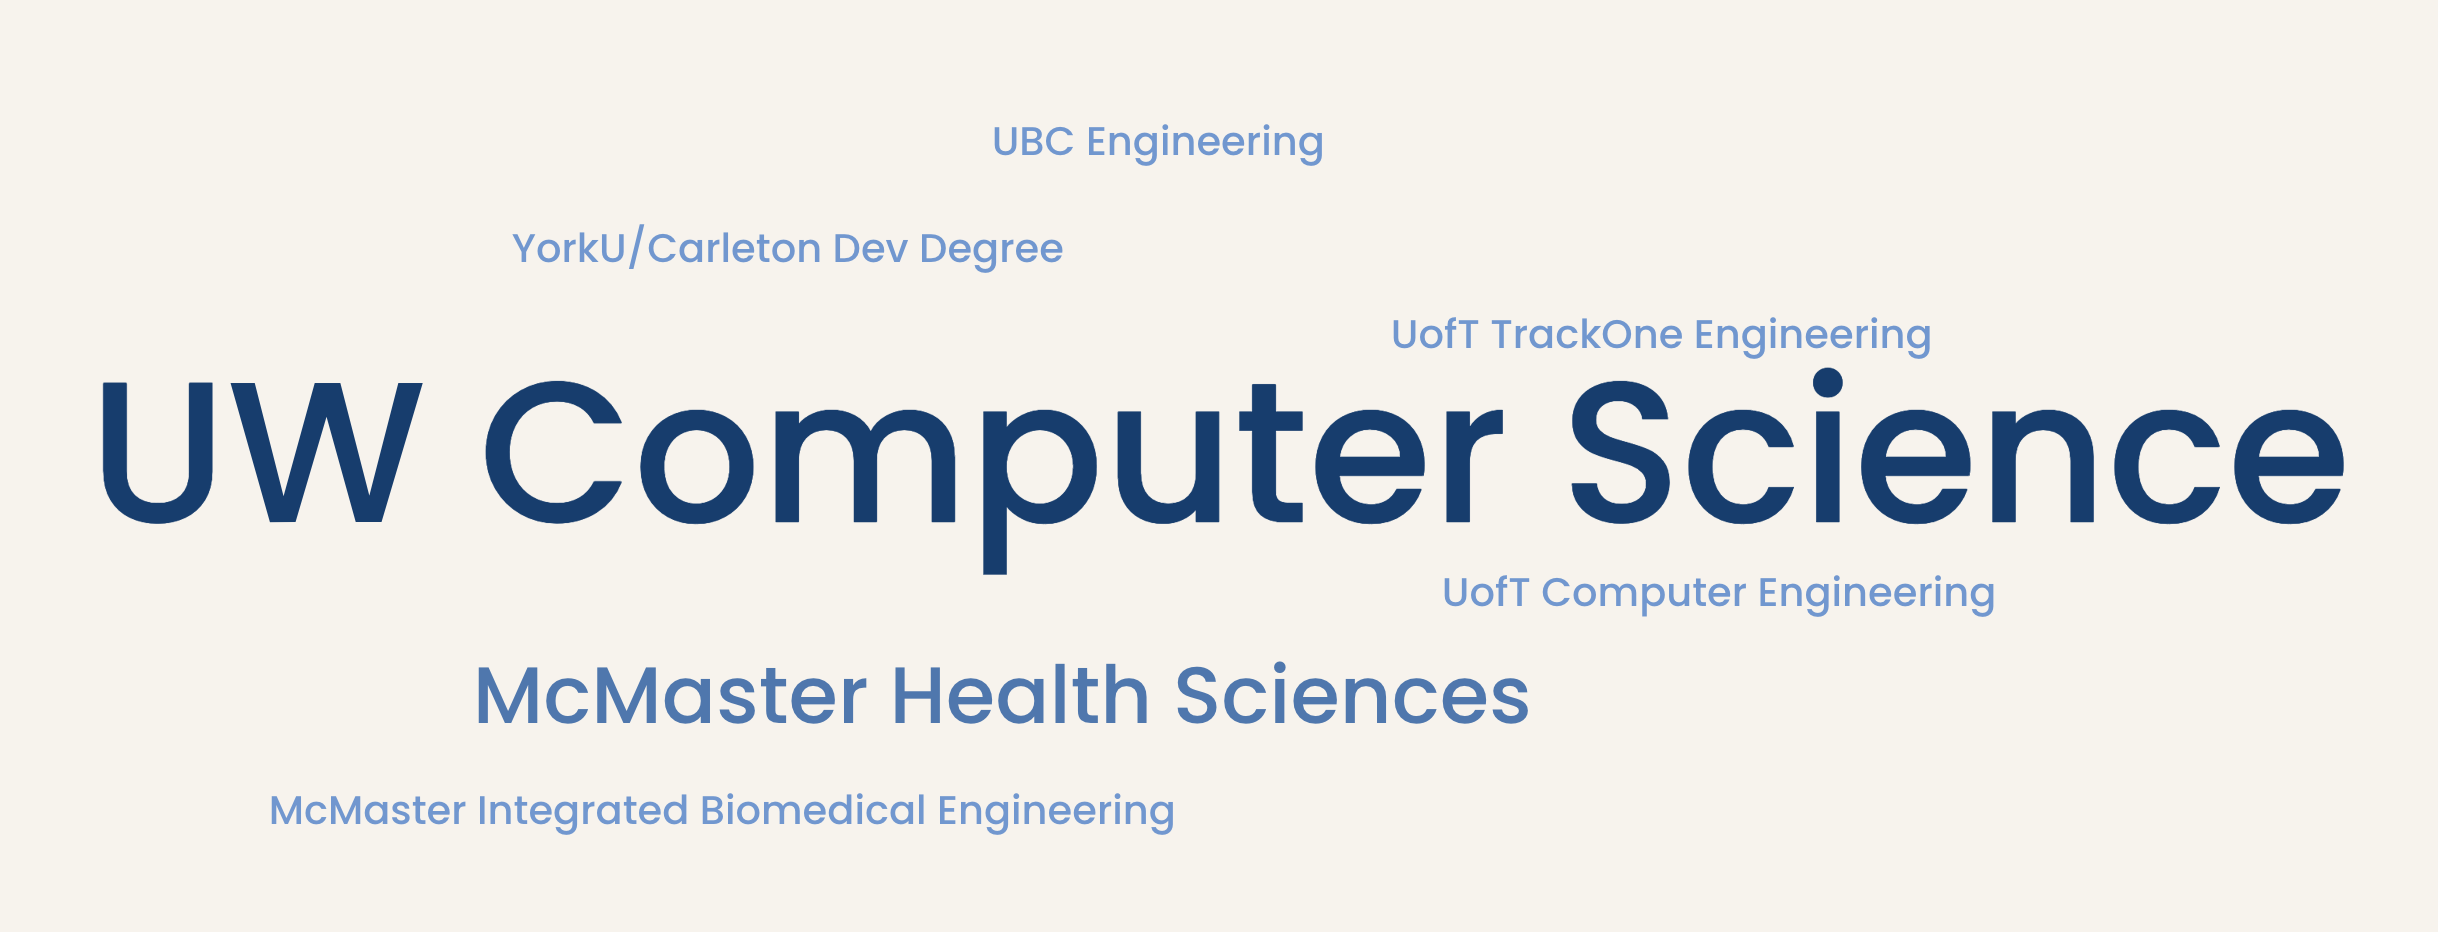 UBC Engineering
YorkU/Carleton Dev Degree
UofT TrackOne Engineering
UW Computer Science
UofT Computer Engineering
McMaster Health Sciences
McMaster Integrated Biomedical Engineering